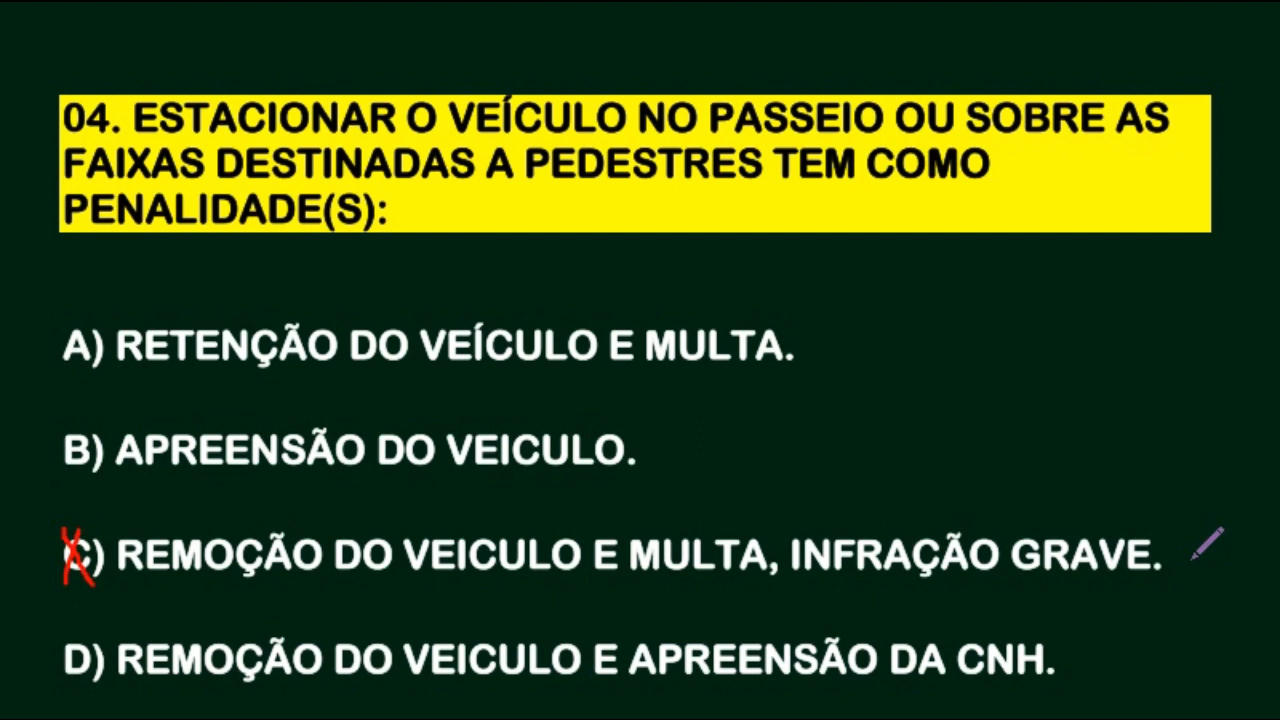 04. ESTACIONAR O VEÍCULO NO PASSEIO OU SOBRE AS
FAIXAS DESTINADAS A PEDESTRES TEM COMO
PENALIDADE(S):
A) RETENÇÃO DO VEÍCULO E MULTA.
B) APREENSÃO DO VEICULO.
C) REMOÇÃO DO VEICULO E MULTA, INFRAÇÃO GRAVE.
D) REMOÇÃO DO VEICULO E APREENSÃO DA CNH.